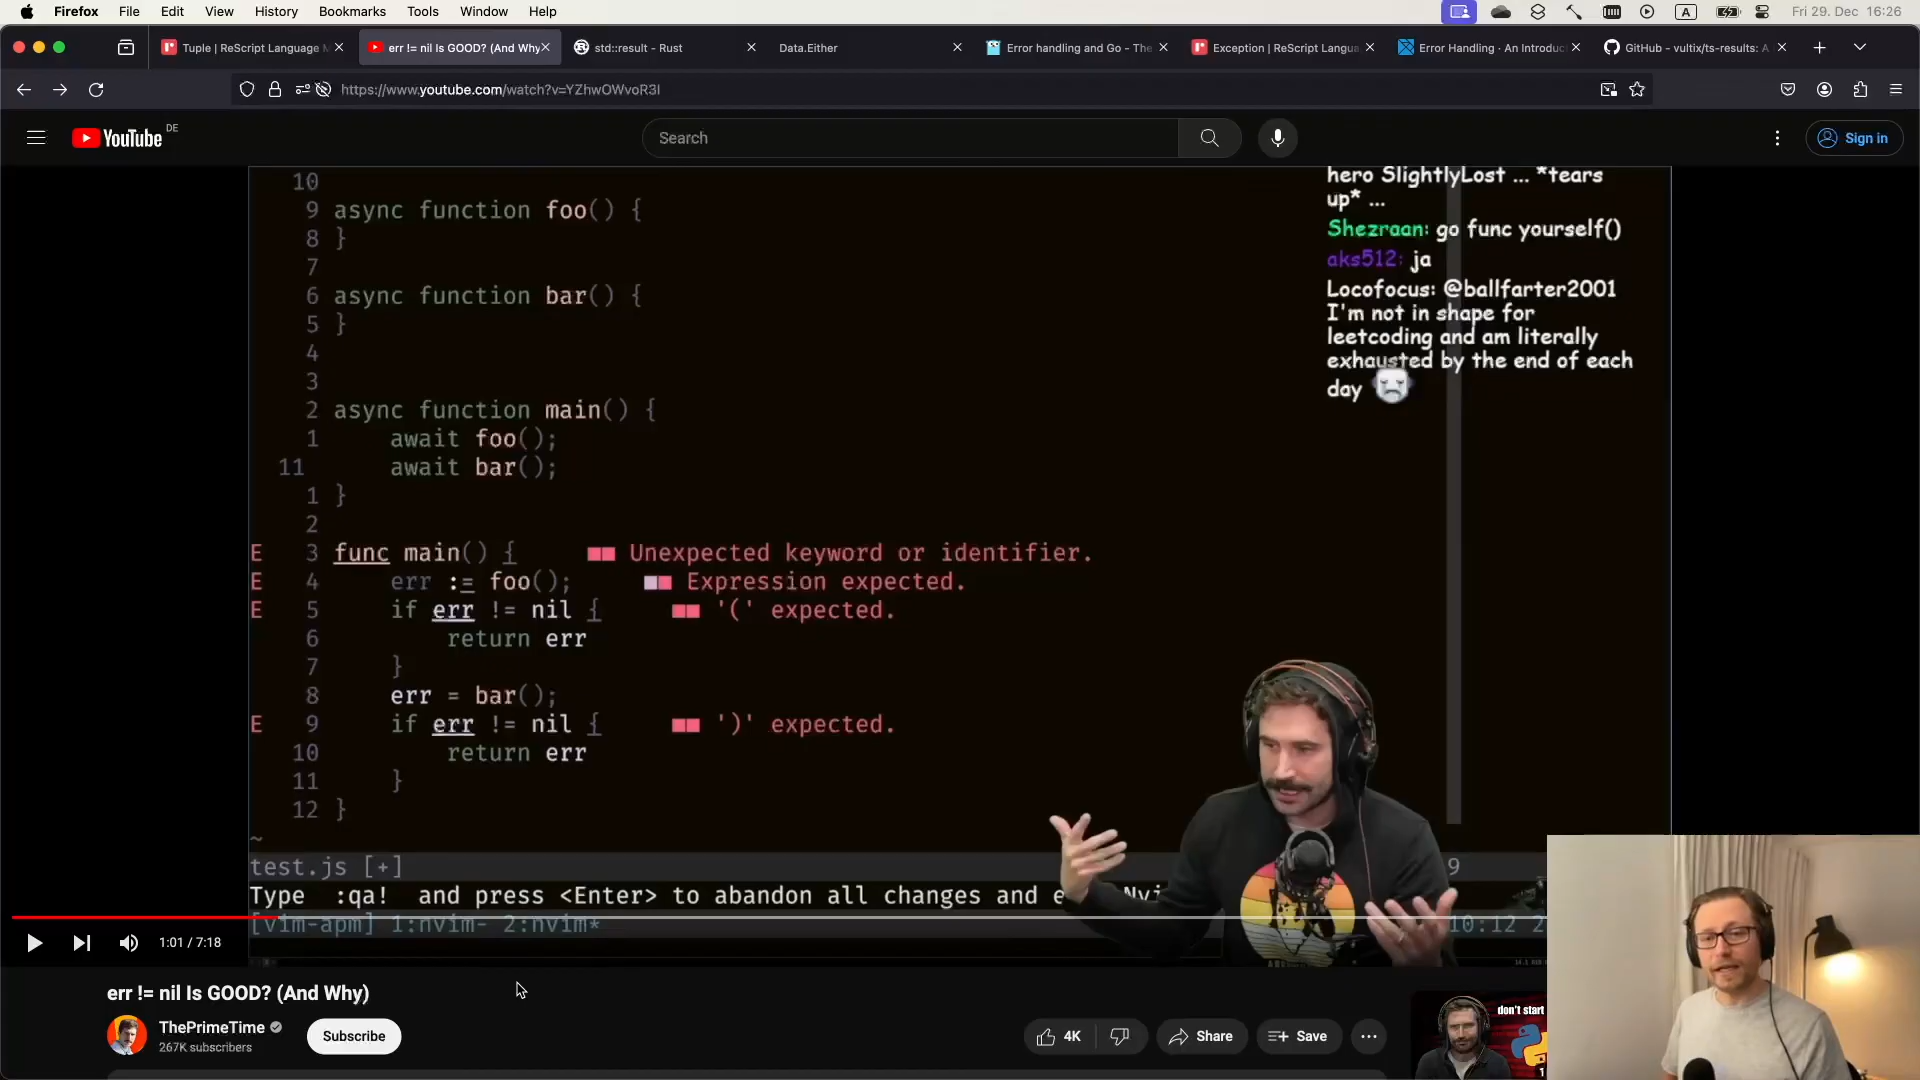 Firefox File Edit View History Bookmarks Tools Window Help
A
Fri 29. Dec 16:26
Tuple | ReScript Language M
err != nil Is GOOD? (And Why
std::result - Rust
Data.Either
Error handling and Go - The
Exception | ReScript Langua
Error Handling · An Introduc
GitHub - vultix/ts-results: A
https://www.youtube.com/watch?v=YZhwOWvoR3I
YouTube DE
Search
Sign in
10
9 async function foo() {
8 }
7
6 async function bar() {
5 }
4
3
2 async function main() {
1 await foo();
11 await bar();
1 }
2
E 3 func main() { Unexpected keyword or identifier.
E 4 err := foo(); Expression expected.
E 5 if err != nil { '(' expected.
6 return err
7 }
8 err = bar();
E 9 if err != nil { ')' expected.
10 return err
11 }
12 }
~
test.js [+]
9
Type :qa! and press <Enter> to abandon all changes and e Nvi
[vim-apm] 1:nvim- 2:nvim*
10:12 2
hero SlightlyLost ... *tears
up* ...
Shezraan: go func yourself()
aks512: ja
Locofocus: @ballfarter2001
I'm not in shape for
leetcoding and am literally
exhausted by the end of each
day
1:01 / 7:18
err != nil Is GOOD? (And Why)
ThePrimeTime
267K subscribers
Subscribe
4K
Share
Save
don't start